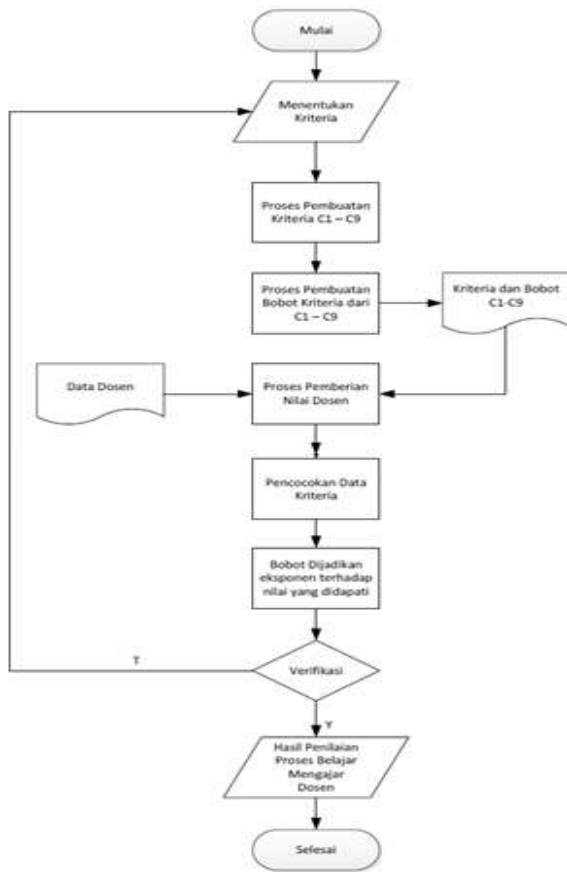 Mulai
Menentukan
Kriteria
Proses Pembuatan
Kriteria C1 – C9
Proses Pembuatan
Bobot Kriteria dari
C1 – C9
Kriteria dan Bobot
C1-C9
Data Dosen
Proses Pemberian
Nilai Dosen
Pencocokan Data
Kriteria
Bobot Dijadikan
eksponen terhadap
nilai yang didapati
T
Verifikasi
Y
Hasil Penilaian
Proses Belajar
Mengajar
Dosen
Selesai